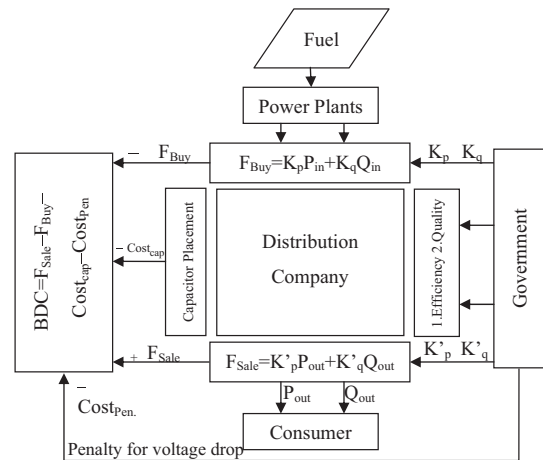 Fuel
Power Plants
− F_Buy
F_Buy=K_pP_in+K_qQ_in
K_p K_q
BDC=F_Sale−F_Buy−
Cost_cap−Cost_Pen
− Cost_cap
Capacitor Placement
Distribution
Company
1.Efficiency 2.Quality
Government
+ F_Sale
F_Sale=K’_pP_out+K’_qQ_out
K’_p K’_q
−
Cost_Pen.
P_out Q_out
Consumer
Penalty for voltage drop